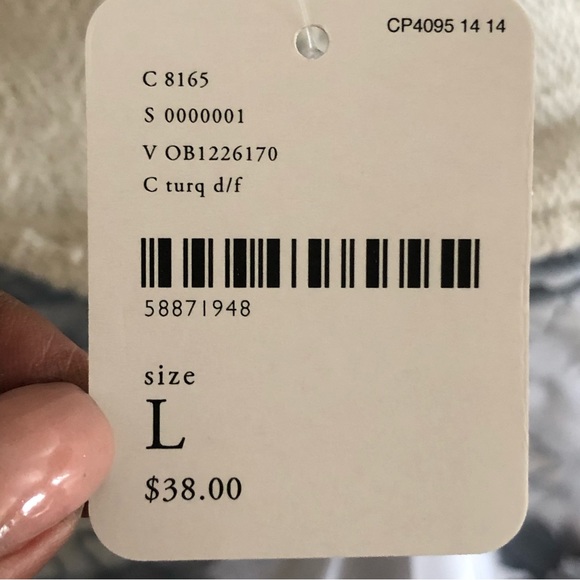 CP4095 14 14
C 8165
S 0000001
V OB1226170
C turq d/f
58871948
size
L
$38.00